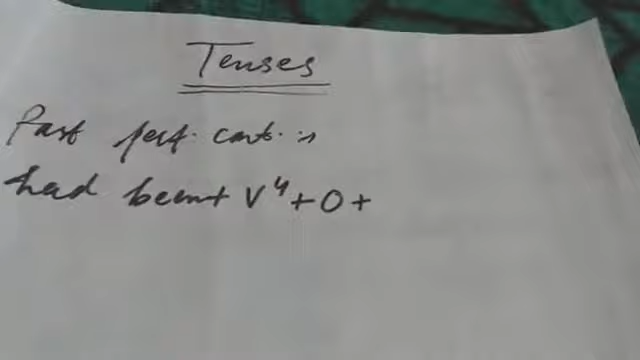 Tenses
Past perf. cont. :
had been + V⁴ + O +